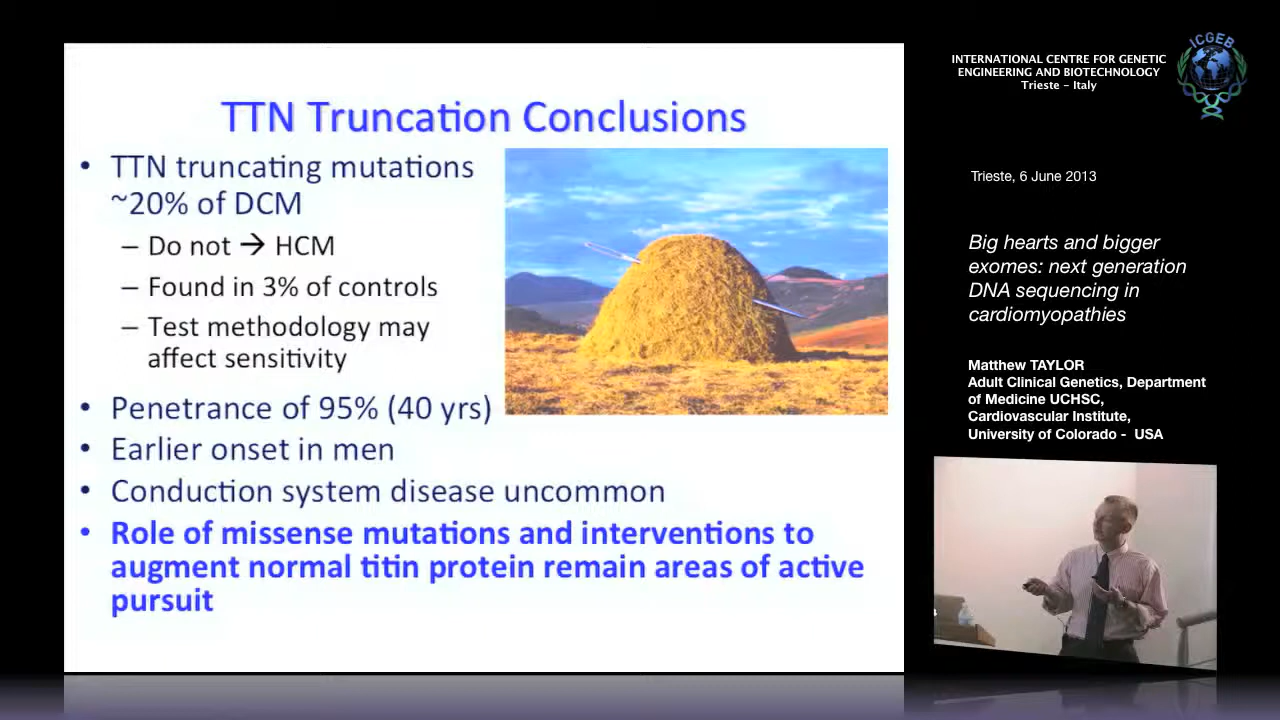 TTN Truncation Conclusions
• TTN truncating mutations
~20% of DCM
– Do not → HCM
– Found in 3% of controls
– Test methodology may
affect sensitivity
• Penetrance of 95% (40 yrs)
• Earlier onset in men
• Conduction system disease uncommon
• Role of missense mutations and interventions to
augment normal titin protein remain areas of active
pursuit
INTERNATIONAL CENTRE FOR GENETIC
ENGINEERING AND BIOTECHNOLOGY
Trieste – Italy
ICGEB
Trieste, 6 June 2013
Big hearts and bigger
exomes: next generation
DNA sequencing in
cardiomyopathies
Matthew TAYLOR
Adult Clinical Genetics, Department
of Medicine UCHSC,
Cardiovascular Institute,
University of Colorado - USA